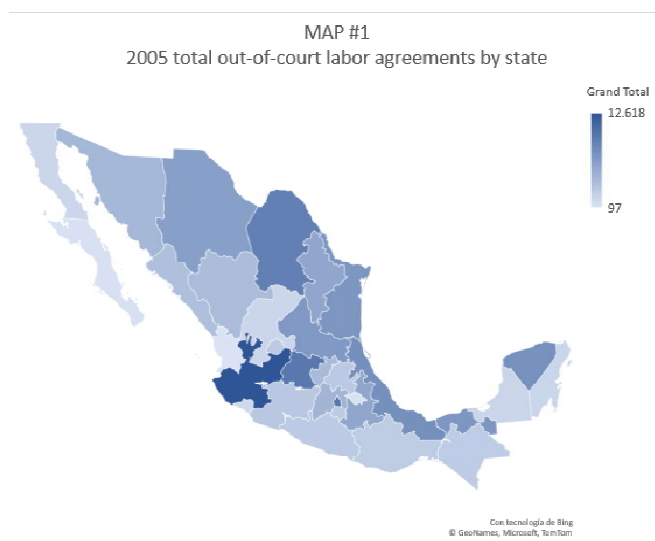 MAP #1
2005 total out-of-court labor agreements by state
Grand Total
12.618
97
Con tecnología de Bing
© GeoNames, Microsoft, TomTom